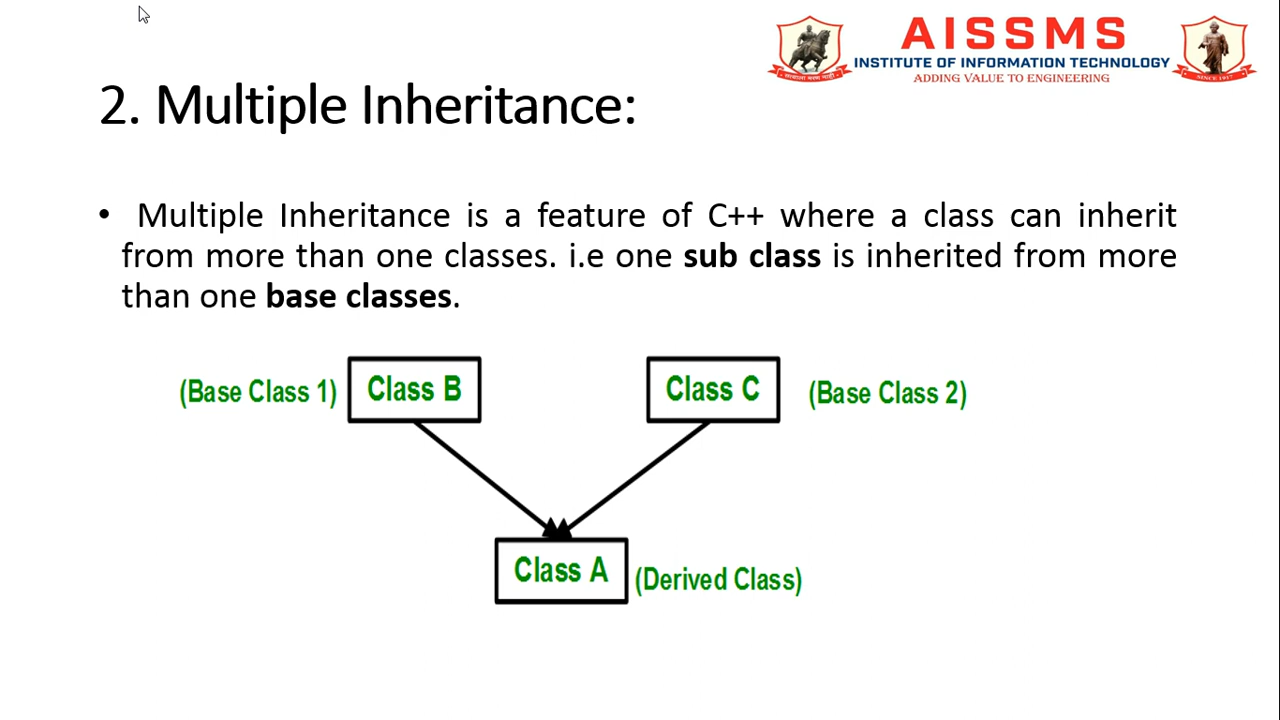 AISSMS
INSTITUTE OF INFORMATION TECHNOLOGY
ADDING VALUE TO ENGINEERING
SINCE 1917
2. Multiple Inheritance:
• Multiple Inheritance is a feature of C++ where a class can inherit
from more than one classes. i.e one sub class is inherited from more
than one base classes.
(Base Class 1) Class B Class C (Base Class 2)
Class A (Derived Class)